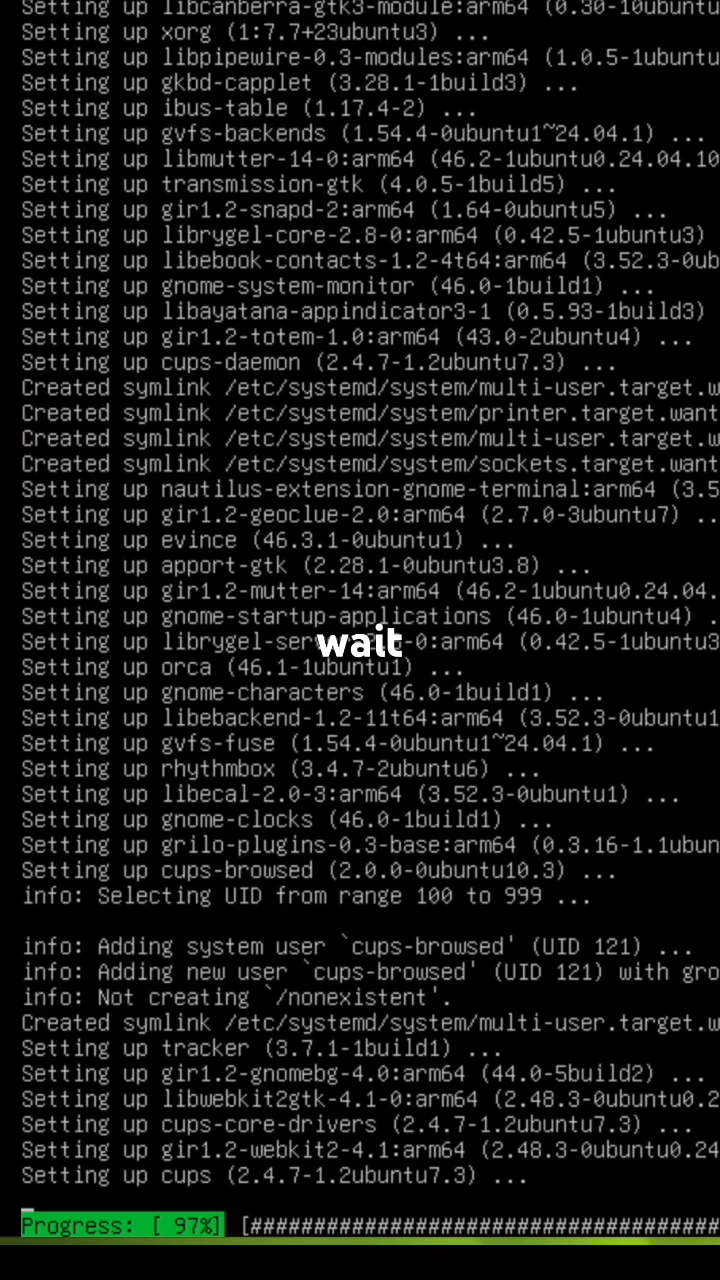 Setting up libcanberra-gtk3-module:arm64 (0.30-10ubuntu
Setting up xorg (1:7.7+23ubuntu3) ...
Setting up libpipewire-0.3-modules:arm64 (1.0.5-1ubuntu
Setting up gkbd-capplet (3.28.1-1build3) ...
Setting up ibus-table (1.17.4-2) ...
Setting up gvfs-backends (1.54.4-0ubuntu1~24.04.1) ...
Setting up libmutter-14-0:arm64 (46.2-1ubuntu0.24.04.10
Setting up transmission-gtk (4.0.5-1build5) ...
Setting up gir1.2-snapd-2:arm64 (1.64-0ubuntu5) ...
Setting up librygel-core-2.8-0:arm64 (0.42.5-1ubuntu3)
Setting up libebook-contacts-1.2-4t64:arm64 (3.52.3-0ub
Setting up gnome-system-monitor (46.0-1build1) ...
Setting up libayatana-appindicator3-1 (0.5.93-1build3)
Setting up gir1.2-totem-1.0:arm64 (43.0-2ubuntu4) ...
Setting up cups-daemon (2.4.7-1.2ubuntu7.3) ...
Created symlink /etc/systemd/system/multi-user.target.w
Created symlink /etc/systemd/system/printer.target.want
Created symlink /etc/systemd/system/multi-user.target.w
Created symlink /etc/systemd/system/sockets.target.want
Setting up nautilus-extension-gnome-terminal:arm64 (3.5
Setting up gir1.2-geoclue-2.0:arm64 (2.7.0-3ubuntu7) ..
Setting up evince (46.3.1-0ubuntu1) ...
Setting up apport-gtk (2.28.1-0ubuntu3.8) ...
Setting up gir1.2-mutter-14:arm64 (46.2-1ubuntu0.24.04.
Setting up gnome-startup-applications (46.0-1ubuntu4) ...
Setting up (0.42.5-1ubuntu3
wait
Setting up orca (46.1-1ubuntu1) ...
Setting up gnome-characters (46.0-1build1) ...
Setting up libebackend-1.2-11t64:arm64 (3.52.3-0ubuntu1
Setting up gvfs-fuse (1.54.4-0ubuntu1~24.04.1) ...
Setting up rhythmbox (3.4.7-2ubuntu6) ...
Setting up libecal-2.0-3:arm64 (3.52.3-0ubuntu1) ...
Setting up gnome-clocks (46.0-1build1) ...
Setting up grilo-plugins-0.3-base:arm64 (0.3.16-1.1ubun
Setting up cups-browsed (2.0.0-0ubuntu10.3) ...
info: Selecting UID from range 100 to 999 ...
info: Adding system user `cups-browsed' (UID 121) ...
info: Adding new user `cups-browsed' (UID 121) with gro
info: Not creating `/nonexistent'.
Created symlink /etc/systemd/system/multi-user.target.w
Setting up tracker (3.7.1-1build1) ...
Setting up gir1.2-gnomebg-4.0:arm64 (44.0-5build2) ...
Setting up libwebkit2gtk-4.1-0:arm64 (2.48.3-0ubuntu0.2
Setting up cups-core-drivers (2.4.7-1.2ubuntu7.3) ...
Setting up gir1.2-webkit2-4.1:arm64 (2.48.3-0ubuntu0.24
Setting up cups (2.4.7-1.2ubuntu7.3) ...
Progress: [ 97%] [#####################################